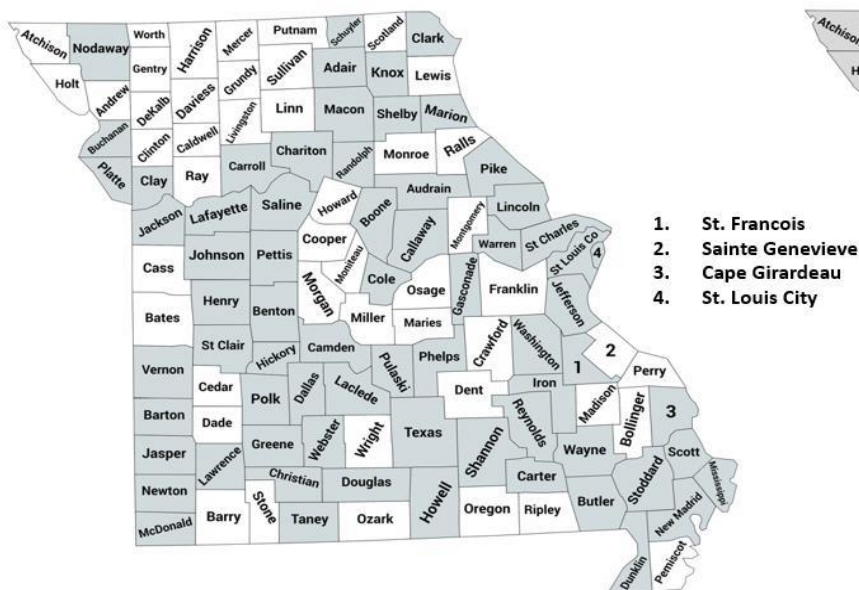 Atchison
Nodaway
Worth
Harrison
Mercer
Putnam
Schuyler
Scotland
Clark
Atchison
Holt
Gentry
Grundy
Sullivan
Adair
Knox
Lewis
H
Andrew
DeKalb
Daviess
Livingston
Linn
Macon
Shelby
Marion
Buchanan
Clinton
Caldwell
Chariton
Randolph
Monroe
Ralls
Platte
Clay
Ray
Carroll
Pike
Audrain
Jackson
Lafayette
Saline
Howard
Boone
Callaway
Montgomery
Lincoln
Warren
St Charles
St Louis Co
4
Cass
Johnson
Pettis
Cooper
Moniteau
Cole
Osage
Gasconade
Franklin
Jefferson
1. St. Francois
2. Sainte Genevieve
3. Cape Girardeau
4. St. Louis City
Bates
Henry
Benton
Morgan
Miller
Maries
Vernon
St Clair
Hickory
Camden
Pulaski
Phelps
Crawford
Washington
1
2
Perry
Cedar
Polk
Dallas
Laclede
Dent
Iron
Madison
Bollinger
3
Barton
Dade
Greene
Webster
Wright
Texas
Shannon
Reynolds
Wayne
Scott
Jasper
Lawrence
Christian
Douglas
Carter
Stoddard
Mississippi
Newton
Howell
Butler
New Madrid
McDonald
Barry
Stone
Taney
Ozark
Oregon
Ripley
Dunklin
Pemiscot